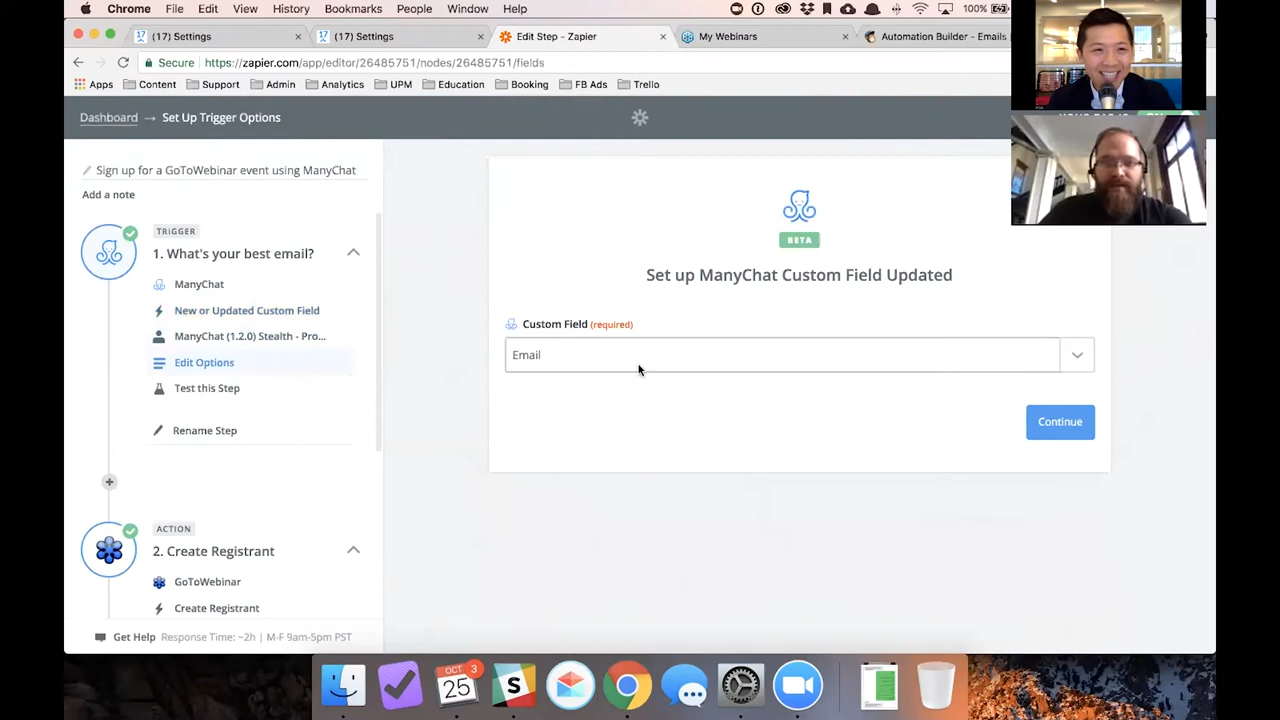 Chrome File Edit View History Bookmarks People Window Help 100%
(17) Settings
(17) Settings
Edit Step - Zapier
My Webinars
Automation Builder - Emails
Secure https://zapier.com/app/editor/26485751/nodes/26485751/fields
Apps Content Support Admin Analytics UPM Education Booking FB Ads Trello
Dashboard → Set Up Trigger Options
Sign up for a GoToWebinar event using ManyChat
Add a note
TRIGGER
1. What's your best email?
ManyChat
New or Updated Custom Field
ManyChat (1.2.0) Stealth - Pro...
Edit Options
Test this Step
Rename Step
ACTION
2. Create Registrant
GoToWebinar
Create Registrant
Get Help Response Time: ~2h | M-F 9am-5pm PST
BETA
Set up ManyChat Custom Field Updated
Custom Field (required)
Email
Continue
OCT 3
25
S